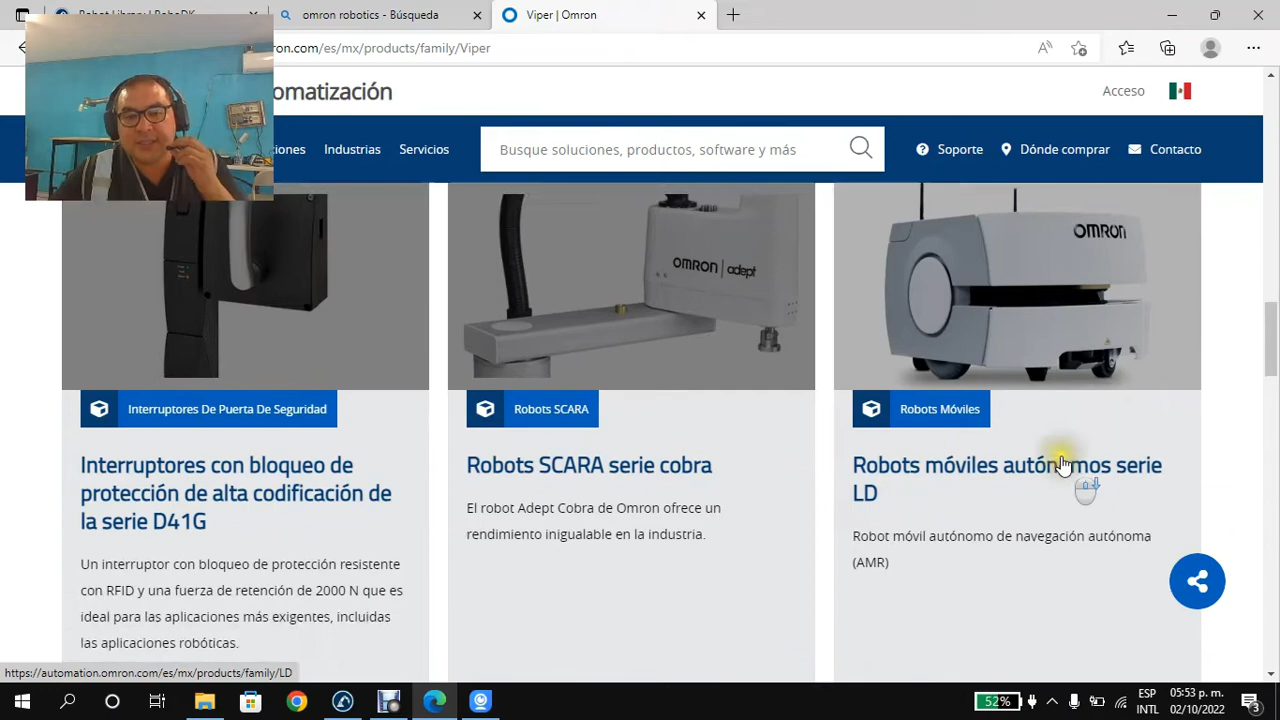 omron robotics - Búsqueda
Viper | Omron
omron.com/es/mx/products/family/Viper
omatización
Acceso
iones
Industrias
Servicios
Busque soluciones, productos, software y más
Soporte
Dónde comprar
Contacto
OMRON | adept
OMRON
Interruptores De Puerta De Seguridad
Robots SCARA
Robots Móviles
Interruptores con bloqueo de
protección de alta codificación de
la serie D41G
Un interruptor con bloqueo de protección resistente
con RFID y una fuerza de retención de 2000 N que es
ideal para las aplicaciones más exigentes, incluidas
las aplicaciones robóticas.
Robots SCARA serie cobra
El robot Adept Cobra de Omron ofrece un
rendimiento inigualable en la industria.
Robots móviles autónomos serie
LD
Robot móvil autónomo de navegación autónoma
(AMR)
https://automation.omron.com/es/mx/products/family/LD
52%
ESP
INTL
05:53 p. m.
02/10/2022
3